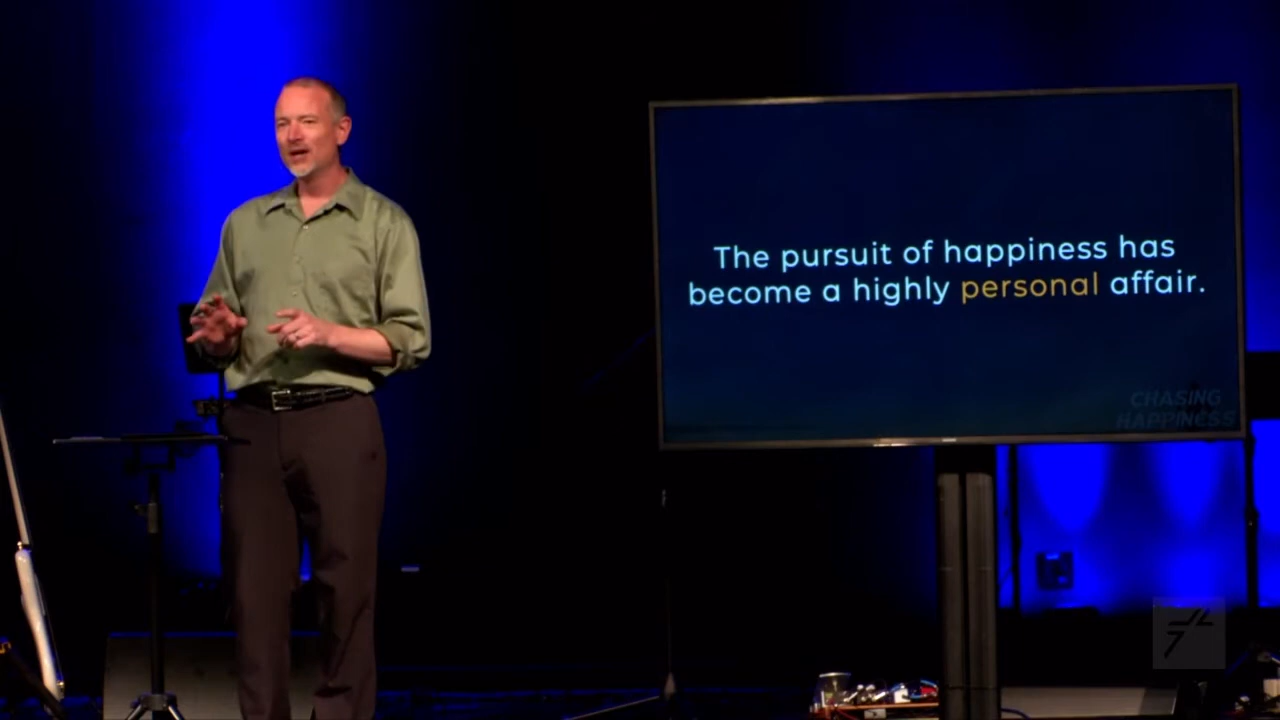 The pursuit of happiness has
become a highly personal affair.
CHASING
HAPPINESS